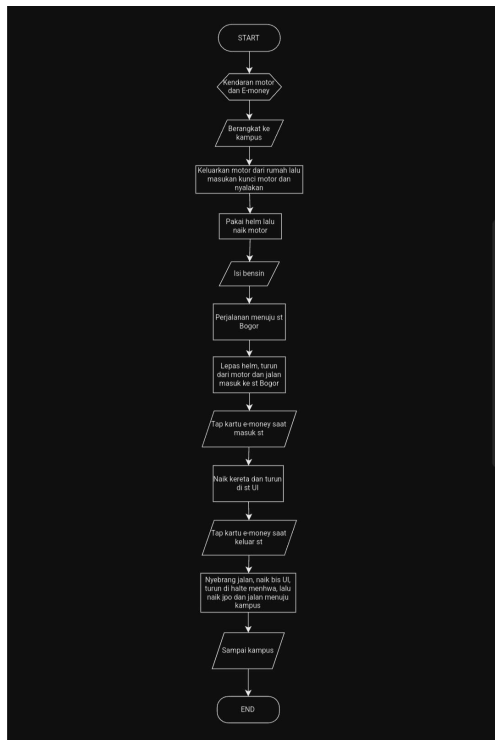 START
Kendaran motor
dan E-money
Berangkat ke
kampus
Keluarkan motor dari rumah lalu
masukan kunci motor dan
nyalakan
Pakai helm lalu
naik motor
Isi bensin
Perjalanan menuju st
Bogor
Lepas helm, turun
dari motor dan jalan
masuk ke st Bogor
Tap kartu e-money saat
masuk st
Naik kereta dan turun
di st UI
Tap kartu e-money saat
keluar st
Nyebrang jalan, naik bis UI,
turun di halte menhwa, lalu
naik jpo dan jalan menuju
kampus
Sampai kampus
END